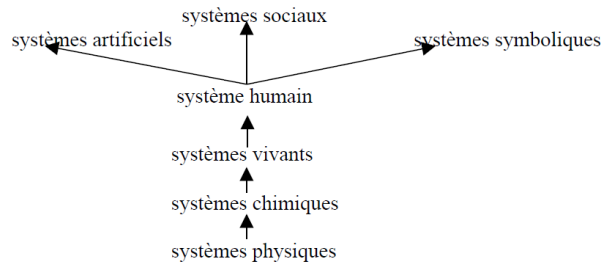 systèmes sociaux
systèmes artificiels
systèmes symboliques
système humain
systèmes vivants
systèmes chimiques
systèmes physiques